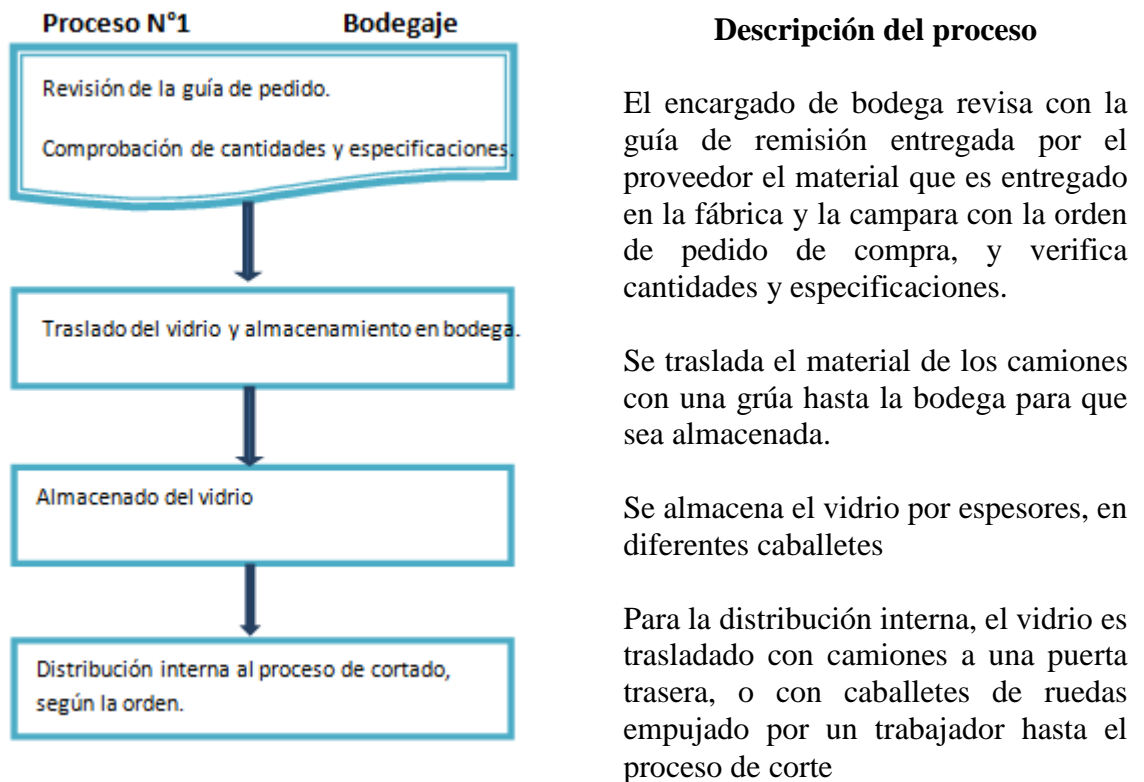 Proceso N°1 Bodegaje
Revisión de la guía de pedido.
Comprobación de cantidades y especificaciones.
Traslado del vidrio y almacenamiento en bodega.
Almacenado del vidrio
Distribución interna al proceso de cortado,
según la orden.
Descripción del proceso
El encargado de bodega revisa con la
guía de remisión entregada por el
proveedor el material que es entregado
en la fábrica y la campara con la orden
de pedido de compra, y verifica
cantidades y especificaciones.
Se traslada el material de los camiones
con una grúa hasta la bodega para que
sea almacenada.
Se almacena el vidrio por espesores, en
diferentes caballetes
Para la distribución interna, el vidrio es
trasladado con camiones a una puerta
trasera, o con caballetes de ruedas
empujado por un trabajador hasta el
proceso de corte